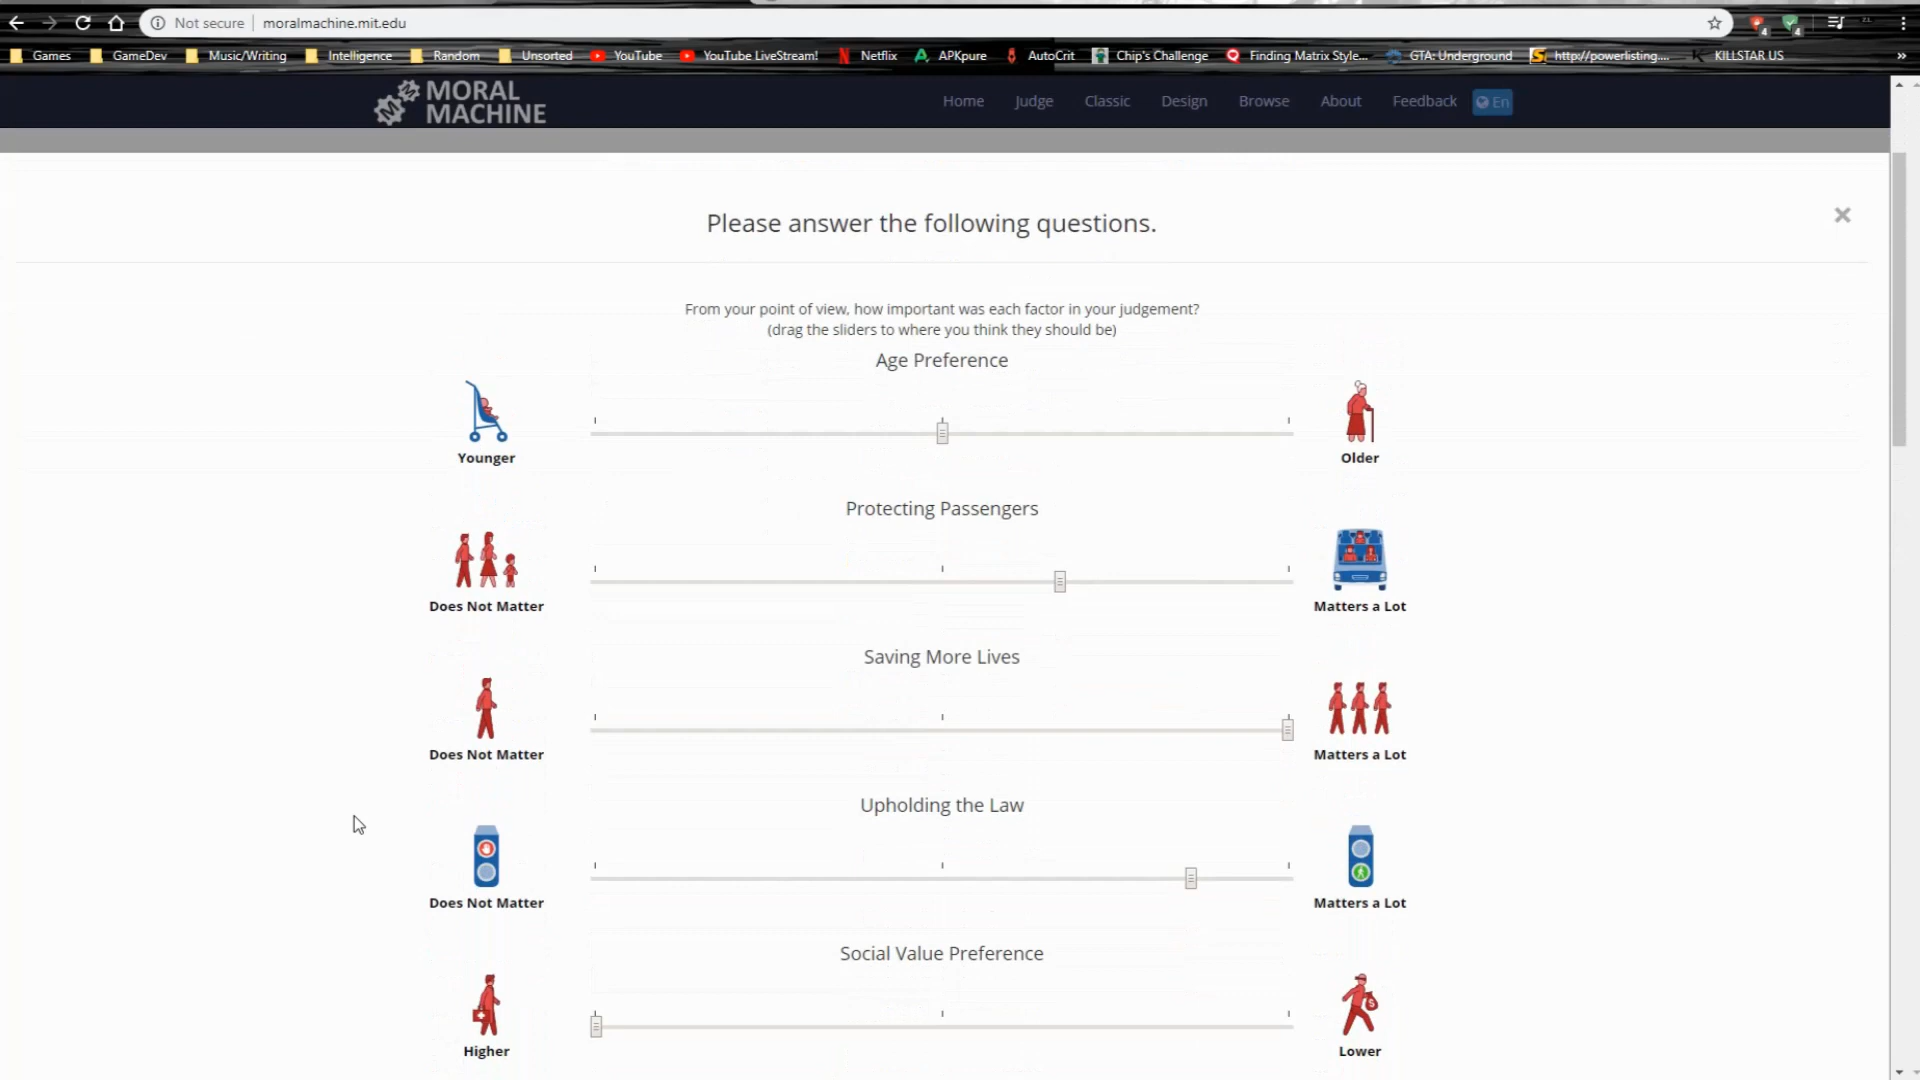 Not secure
moralmachine.mit.edu
4
4
Games
GameDev
Music/Writing
Intelligence
Random
Unsorted
YouTube
YouTube LiveStream!
Netflix
APKpure
AutoCrit
Chip's Challenge
Finding Matrix Style...
GTA: Underground
http://powerlisting....
KILLSTAR US
»
MORAL
MACHINE
Home
Judge
Classic
Design
Browse
About
Feedback
En
Please answer the following questions.
From your point of view, how important was each factor in your judgement?
(drag the sliders to where you think they should be)
Age Preference
Younger
Older
Protecting Passengers
Does Not Matter
Matters a Lot
Saving More Lives
Does Not Matter
Matters a Lot
Upholding the Law
Does Not Matter
Matters a Lot
Social Value Preference
Higher
Lower